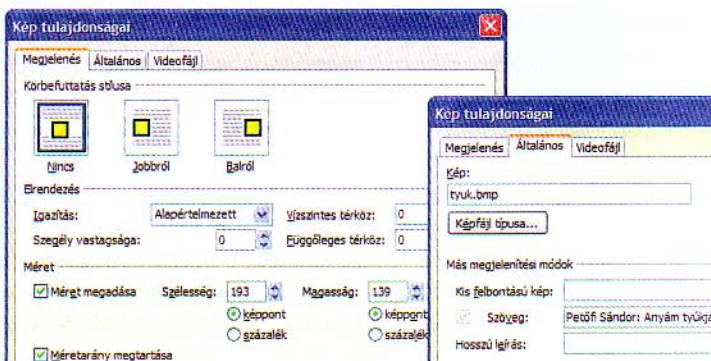 Kép tulajdonságai
Megjelenés Általános Videofájl
Körbefuttatás stílusa
Nincs Jobbról Balról
Elrendezés
Igazítás: Alapértelmezett Vízszintes térköz: 0
Szegély vastagsága: 0 Függőleges térköz: 0
Méret
Méret megadása Szélesség: 193 Magasság: 139
képpont képpont
százalék százalék
Méretarány megtartása
Kép tulajdonságai
Megjelenés Általános Videofájl
Kép:
tyuk.bmp
Képfájl típusa...
Más megjelenítési módok
Kis felbontású kép:
Szöveg: Petőfi Sándor: Anyám tyúkja
Hosszú leírás: